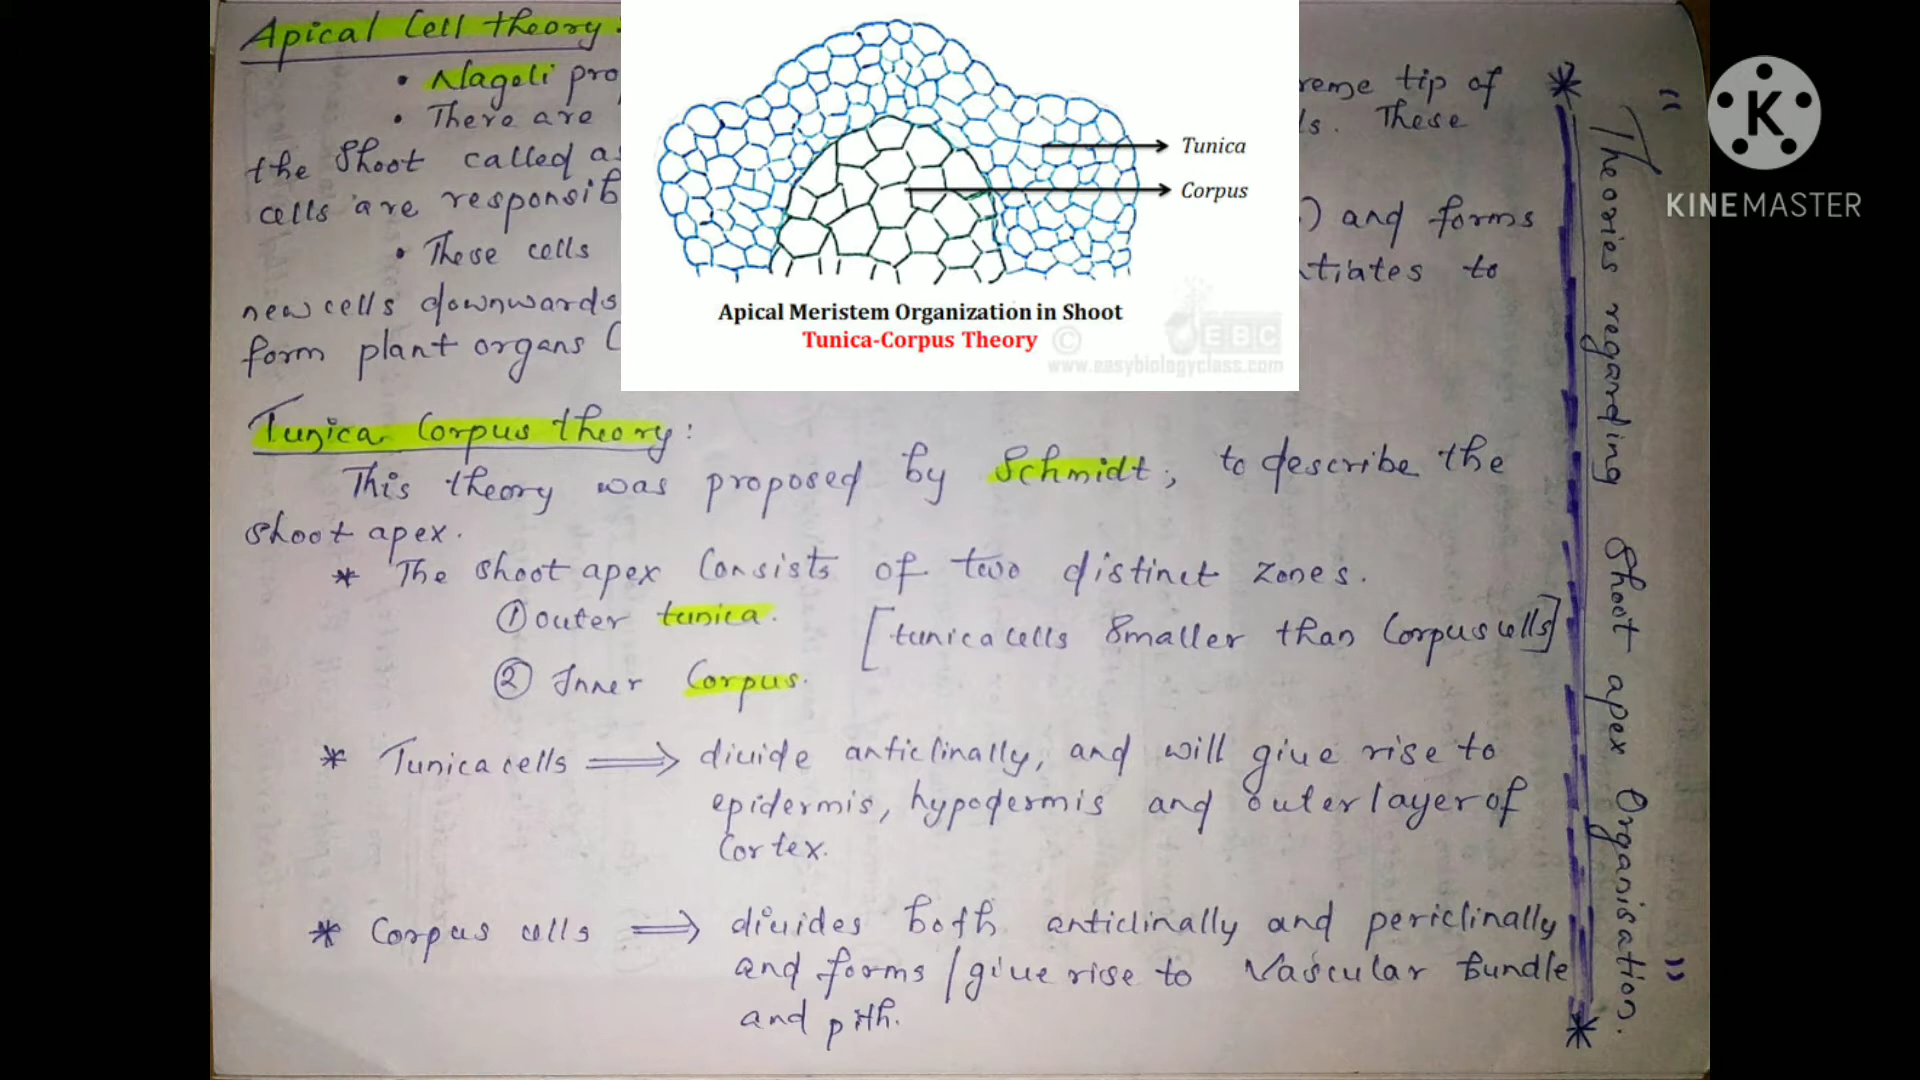 Apical Cell theory:
• Nageli pro
reme tip of
• There are
ls. These
the Shoot called as
cells are responsib
) and forms
• These cells
tiates to
new cells downwards
form plant organs (
Tunica
Corpus
Apical Meristem Organization in Shoot
Tunica-Corpus Theory
© EBC
www.easybiologyclass.com
Tunica Corpus theory:
This theory was proposed by Schmidt, to describe the
shoot apex.
* The shoot apex Consists of two distinct zones.
① outer tunica.
[tunica cells Smaller than Corpus cells]
② Inner Corpus.
* Tunica cells ⟹ divide anticlinally, and will give rise to
epidermis, hypodermis and outer layer of
Cortex.
* Corpus cells ⟹ divides both anticlinally and periclinally
and forms / give rise to Vascular bundle
and pith.
" Theories regarding Shoot apex Organisation. "
K
KINEMASTER